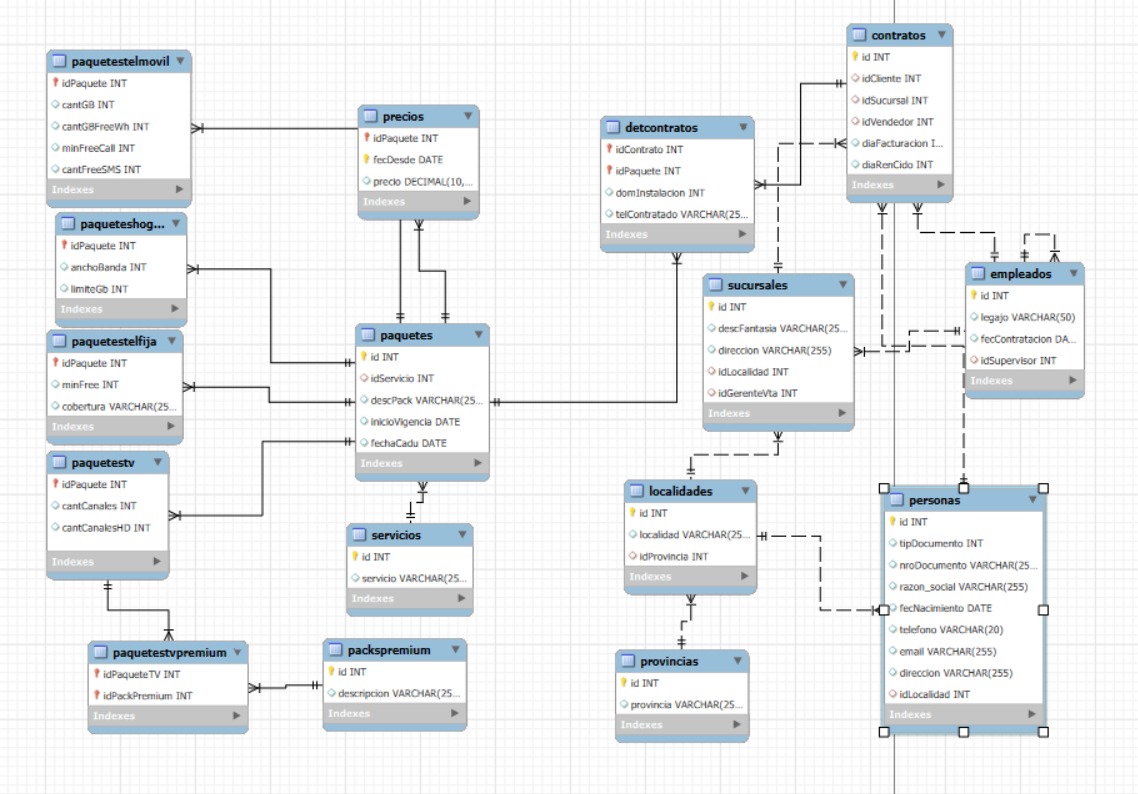 paquetestelmovil
idPaquete INT
cantGB INT
cantGBFreeWh INT
minFreeCall INT
cantFreeSMS INT
Indexes
paqueteshog...
idPaquete INT
anchoBanda INT
limiteGb INT
Indexes
paquetestelfija
idPaquete INT
minFree INT
cobertura VARCHAR(25...
Indexes
paquetestv
idPaquete INT
cantCanales INT
cantCanalesHD INT
Indexes
paquetestvpremium
idPaqueteTV INT
idPackPremium INT
Indexes
precios
idPaquete INT
fecDesde DATE
precio DECIMAL(10,...
Indexes
paquetes
id INT
idServicio INT
descPack VARCHAR(25...
inicioVigencia DATE
fechaCadu DATE
Indexes
servicios
id INT
servicio VARCHAR(25...
Indexes
packspremium
id INT
descripcion VARCHAR(25...
Indexes
detcontratos
idContrato INT
idPaquete INT
domInstalacion INT
telContratado VARCHAR(25...
Indexes
contratos
id INT
idCliente INT
idSucursal INT
idVendedor INT
diaFacturacion I...
diaRenCido INT
Indexes
sucursales
id INT
descFantasia VARCHAR(25...
direccion VARCHAR(255)
idLocalidad INT
idGerenteVta INT
Indexes
empleados
id INT
legajo VARCHAR(50)
fecContratacion DA...
idSupervisor INT
Indexes
localidades
id INT
localidad VARCHAR(25...
idProvincia INT
Indexes
provincias
id INT
provincia VARCHAR(25...
Indexes
personas
id INT
tipDocumento INT
nroDocumento VARCHAR(25...
razon_social VARCHAR(255)
fecNacimiento DATE
telefono VARCHAR(20)
email VARCHAR(255)
direccion VARCHAR(255)
idLocalidad INT
Indexes